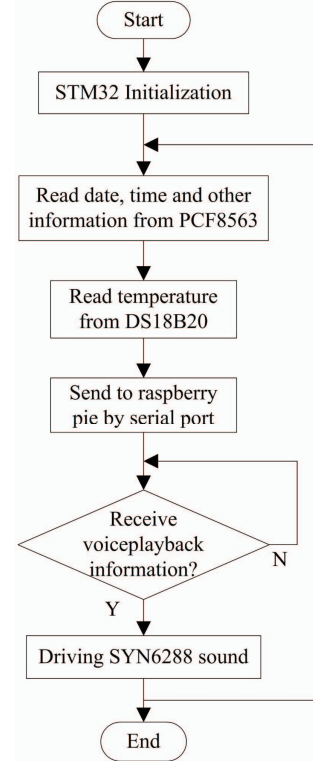 Start
STM32 Initialization
Read date, time and other
information from PCF8563
Read temperature
from DS18B20
Send to raspberry
pie by serial port
Receive
voiceplayback
information?
N
Y
Driving SYN6288 sound
End